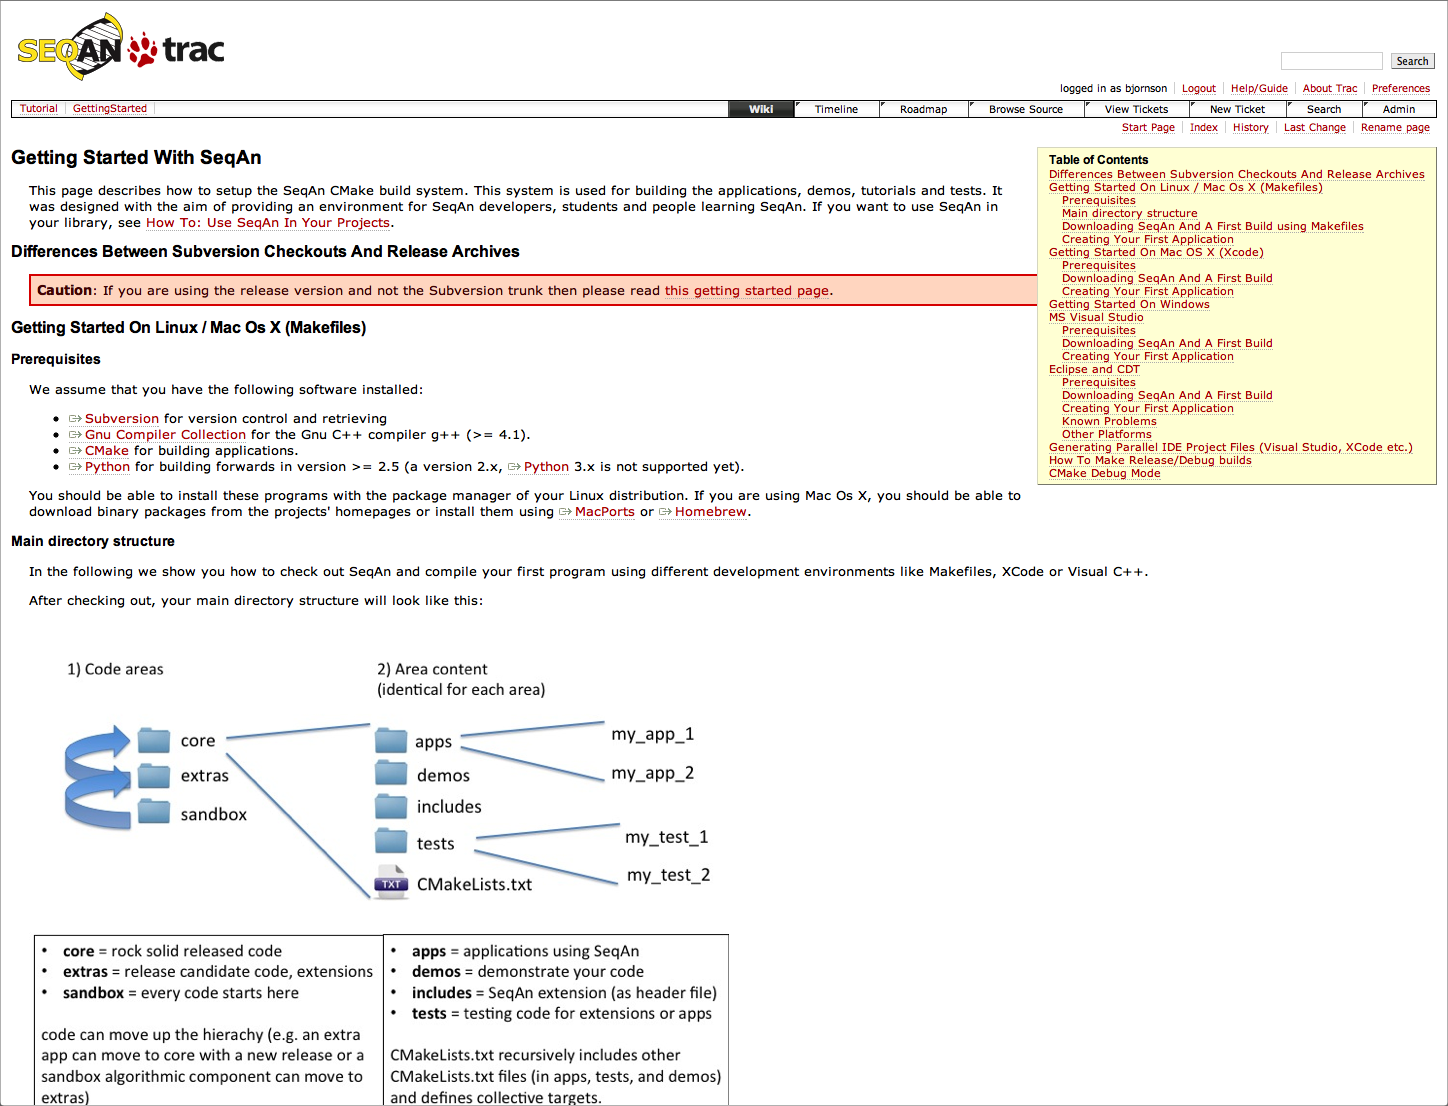 SEQAN trac
Search
logged in as bjornson Logout Help/Guide About Trac Preferences
Tutorial GettingStarted
Wiki Timeline Roadmap Browse Source View Tickets New Ticket Search Admin
Start Page Index History Last Change Rename page
Getting Started With SeqAn
This page describes how to setup the SeqAn CMake build system. This system is used for building the applications, demos, tutorials and tests. It
was designed with the aim of providing an environment for SeqAn developers, students and people learning SeqAn. If you want to use SeqAn in
your library, see How To: Use SeqAn In Your Projects.
Differences Between Subversion Checkouts And Release Archives
Caution: If you are using the release version and not the Subversion trunk then please read this getting started page.
Table of Contents
Differences Between Subversion Checkouts And Release Archives
Getting Started On Linux / Mac Os X (Makefiles)
Prerequisites
Main directory structure
Downloading SeqAn And A First Build using Makefiles
Creating Your First Application
Getting Started On Mac OS X (Xcode)
Prerequisites
Downloading SeqAn And A First Build
Creating Your First Application
Getting Started On Windows
MS Visual Studio
Prerequisites
Downloading SeqAn And A First Build
Creating Your First Application
Eclipse and CDT
Prerequisites
Downloading SeqAn And A First Build
Creating Your First Application
Known Problems
Other Platforms
Generating Parallel IDE Project Files (Visual Studio, XCode etc.)
How To Make Release/Debug builds
CMake Debug Mode
Getting Started On Linux / Mac Os X (Makefiles)
Prerequisites
We assume that you have the following software installed:
• Subversion for version control and retrieving
• Gnu Compiler Collection for the Gnu C++ compiler g++ (>= 4.1).
• CMake for building applications.
• Python for building forwards in version >= 2.5 (a version 2.x, Python 3.x is not supported yet).
You should be able to install these programs with the package manager of your Linux distribution. If you are using Mac Os X, you should be able to
download binary packages from the projects' homepages or install them using MacPorts or Homebrew.
Main directory structure
In the following we show you how to check out SeqAn and compile your first program using different development environments like Makefiles, XCode or Visual C++.
After checking out, your main directory structure will look like this:
1) Code areas
core
extras
sandbox
2) Area content
(identical for each area)
apps
demos
includes
tests
TXT CMakeLists.txt
my_app_1
my_app_2
my_test_1
my_test_2
• core = rock solid released code
• extras = release candidate code, extensions
• sandbox = every code starts here
code can move up the hierachy (e.g. an extra
app can move to core with a new release or a
sandbox algorithmic component can move to
extras)
• apps = applications using SeqAn
• demos = demonstrate your code
• includes = SeqAn extension (as header file)
• tests = testing code for extensions or apps
CMakeLists.txt recursively includes other
CMakeLists.txt files (in apps, tests, and demos)
and defines collective targets.